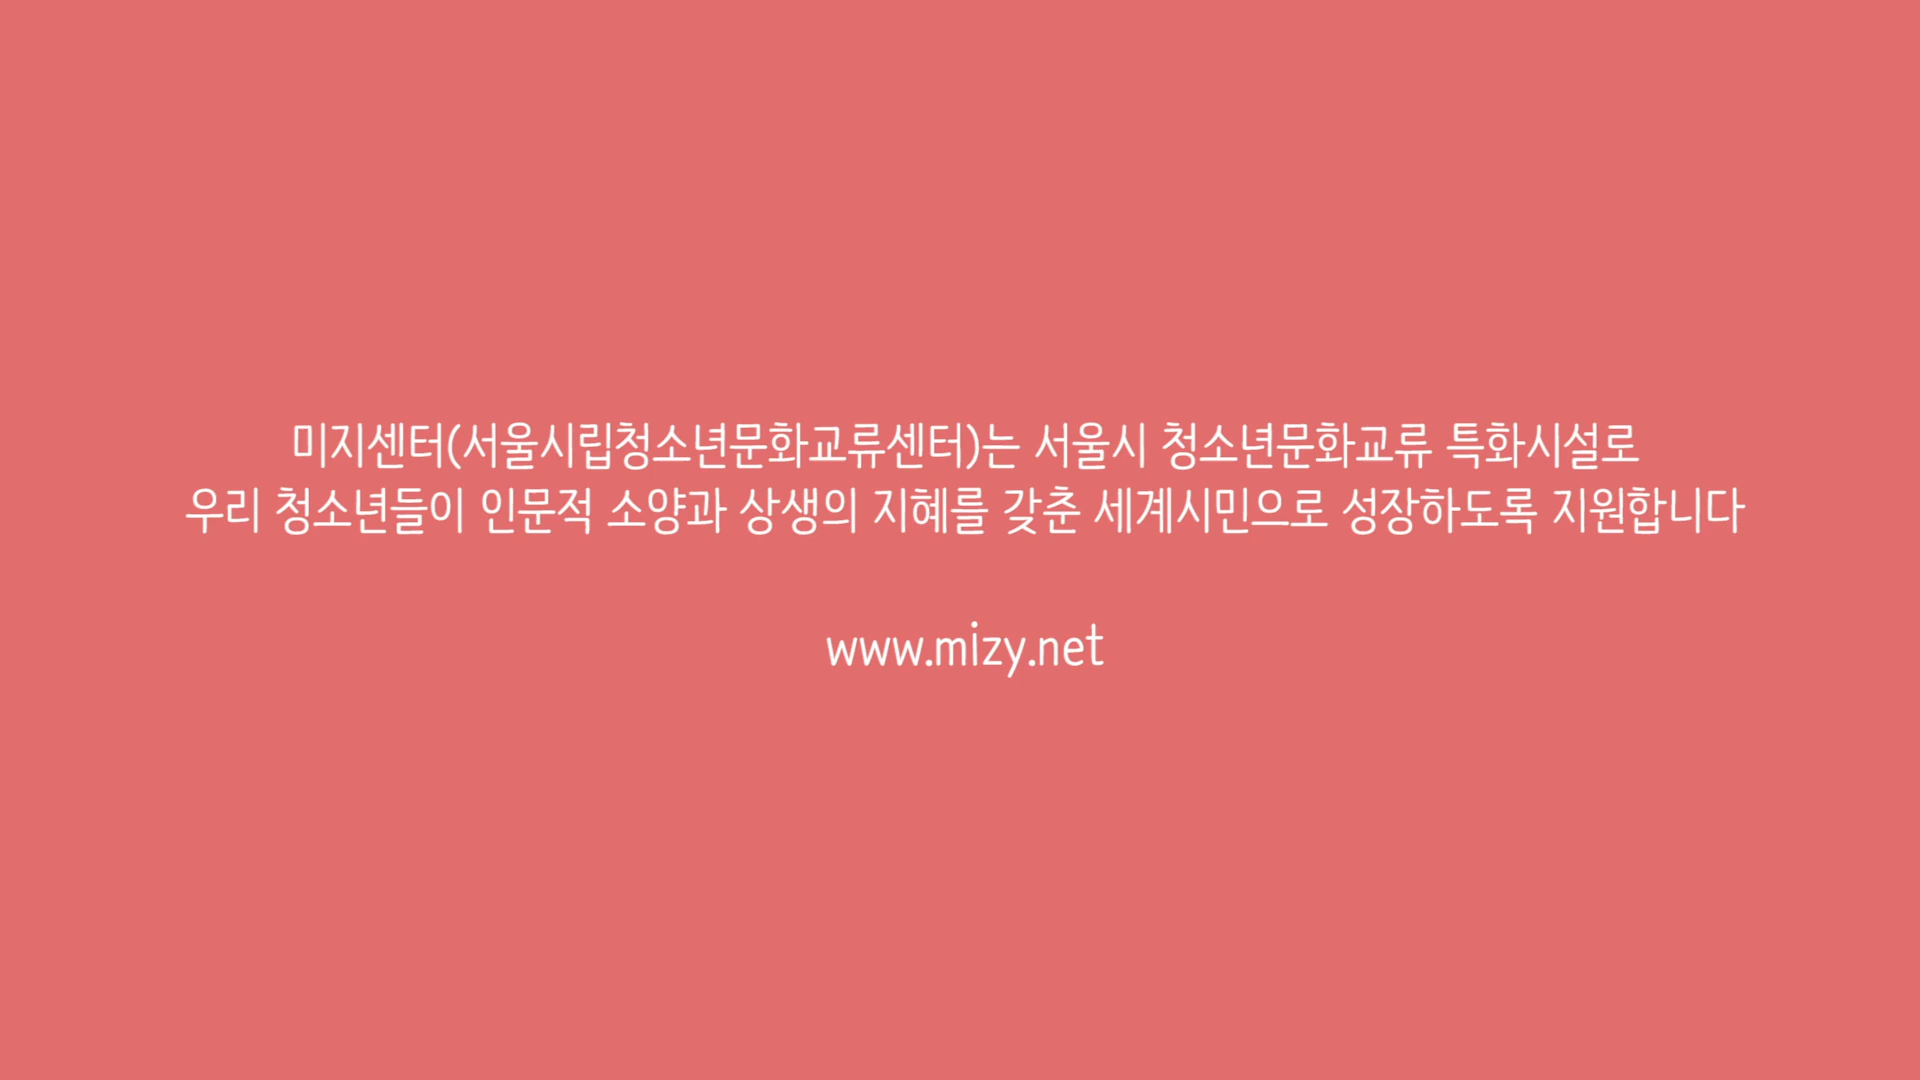 미지센터(서울시립청소년문화교류센터)는 서울시 청소년문화교류 특화시설로
우리 청소년들이 인문적 소양과 상생의 지혜를 갖춘 세계시민으로 성장하도록 지원합니다
www.mizy.net